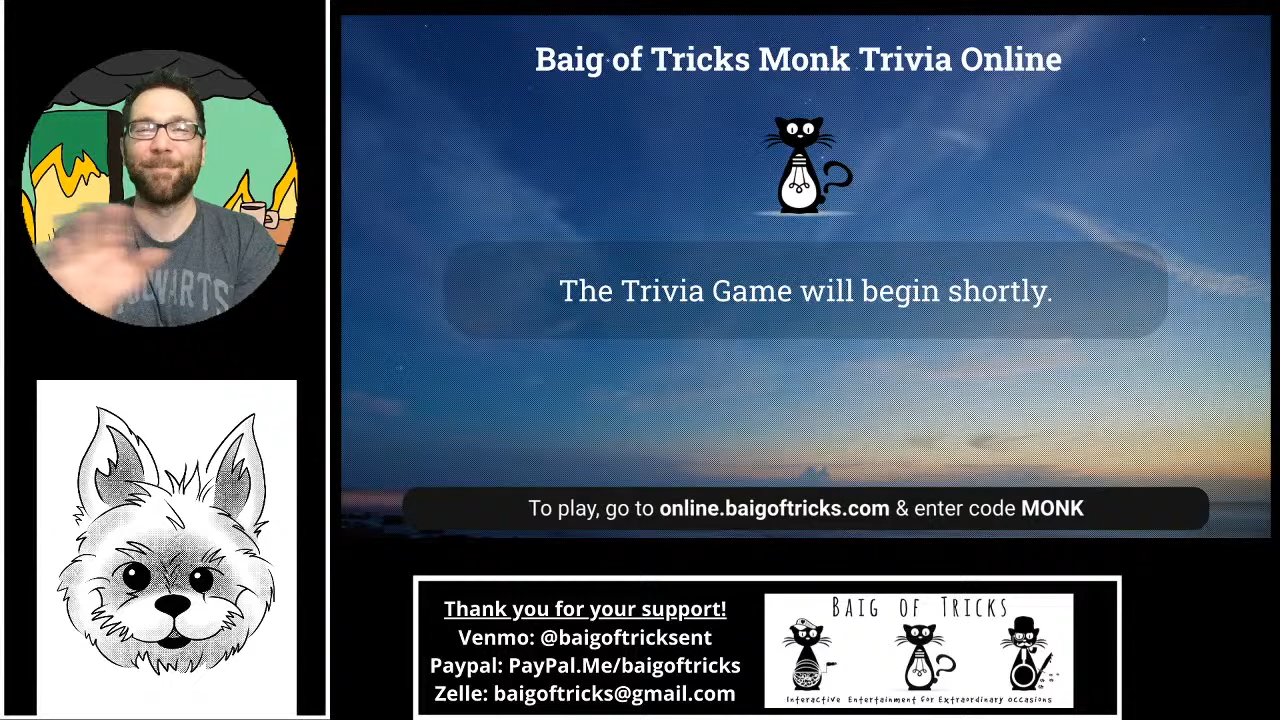 Baig of Tricks Monk Trivia Online
The Trivia Game will begin shortly.
To play, go to online.baigoftricks.com & enter code MONK
HOGWARTS
Thank you for your support!
Venmo: @baigoftricksent
Paypal: PayPal.Me/baigoftricks
Zelle: baigoftricks@gmail.com
BAIG OF TRICKS
Interactive Entertainment for Extraordinary occasions